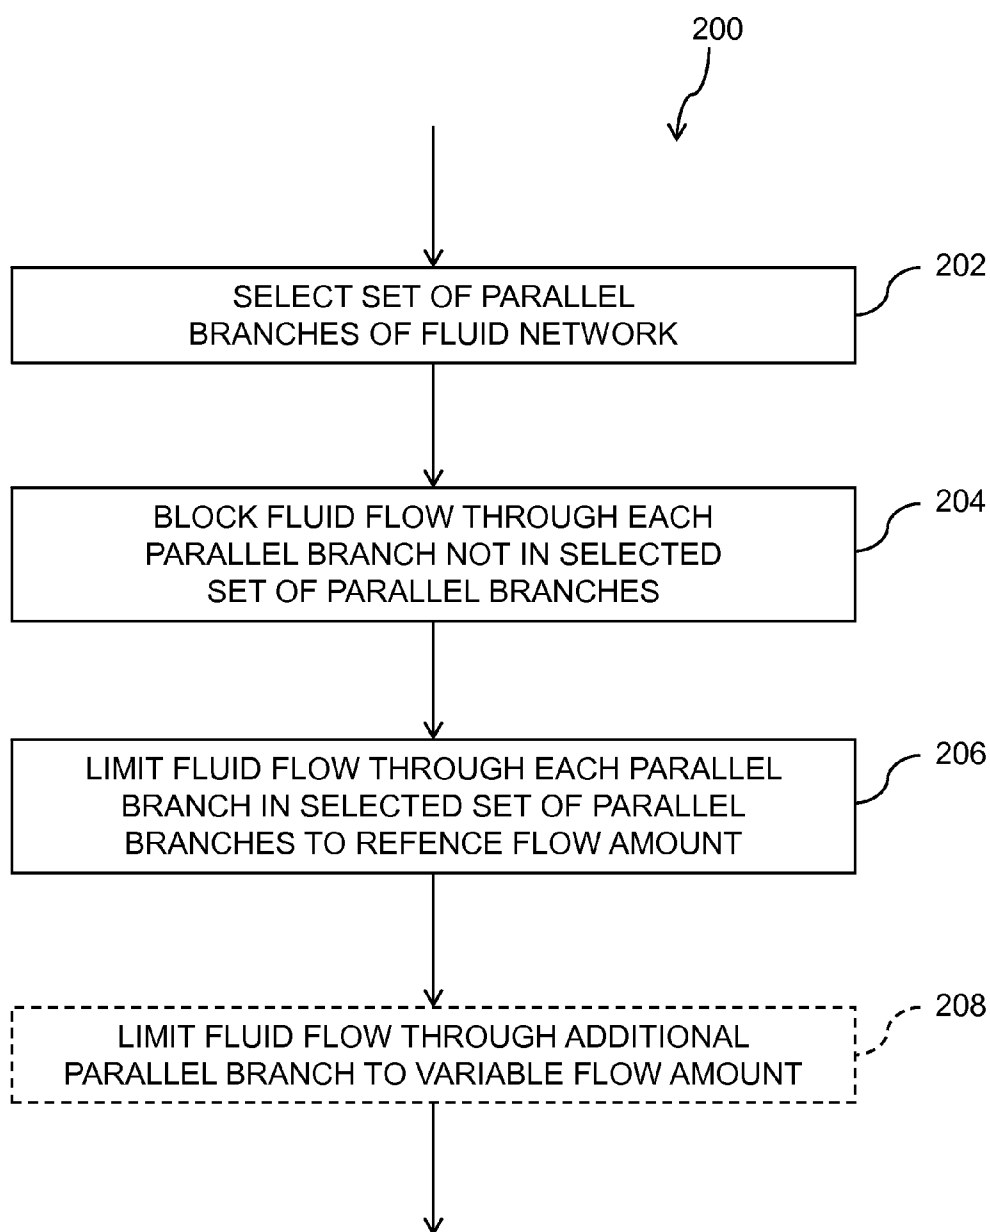 200
SELECT SET OF PARALLEL
BRANCHES OF FLUID NETWORK
202
BLOCK FLUID FLOW THROUGH EACH
PARALLEL BRANCH NOT IN SELECTED
SET OF PARALLEL BRANCHES
204
LIMIT FLUID FLOW THROUGH EACH PARALLEL
BRANCH IN SELECTED SET OF PARALLEL
BRANCHES TO REFENCE FLOW AMOUNT
206
LIMIT FLUID FLOW THROUGH ADDITIONAL
PARALLEL BRANCH TO VARIABLE FLOW AMOUNT
208